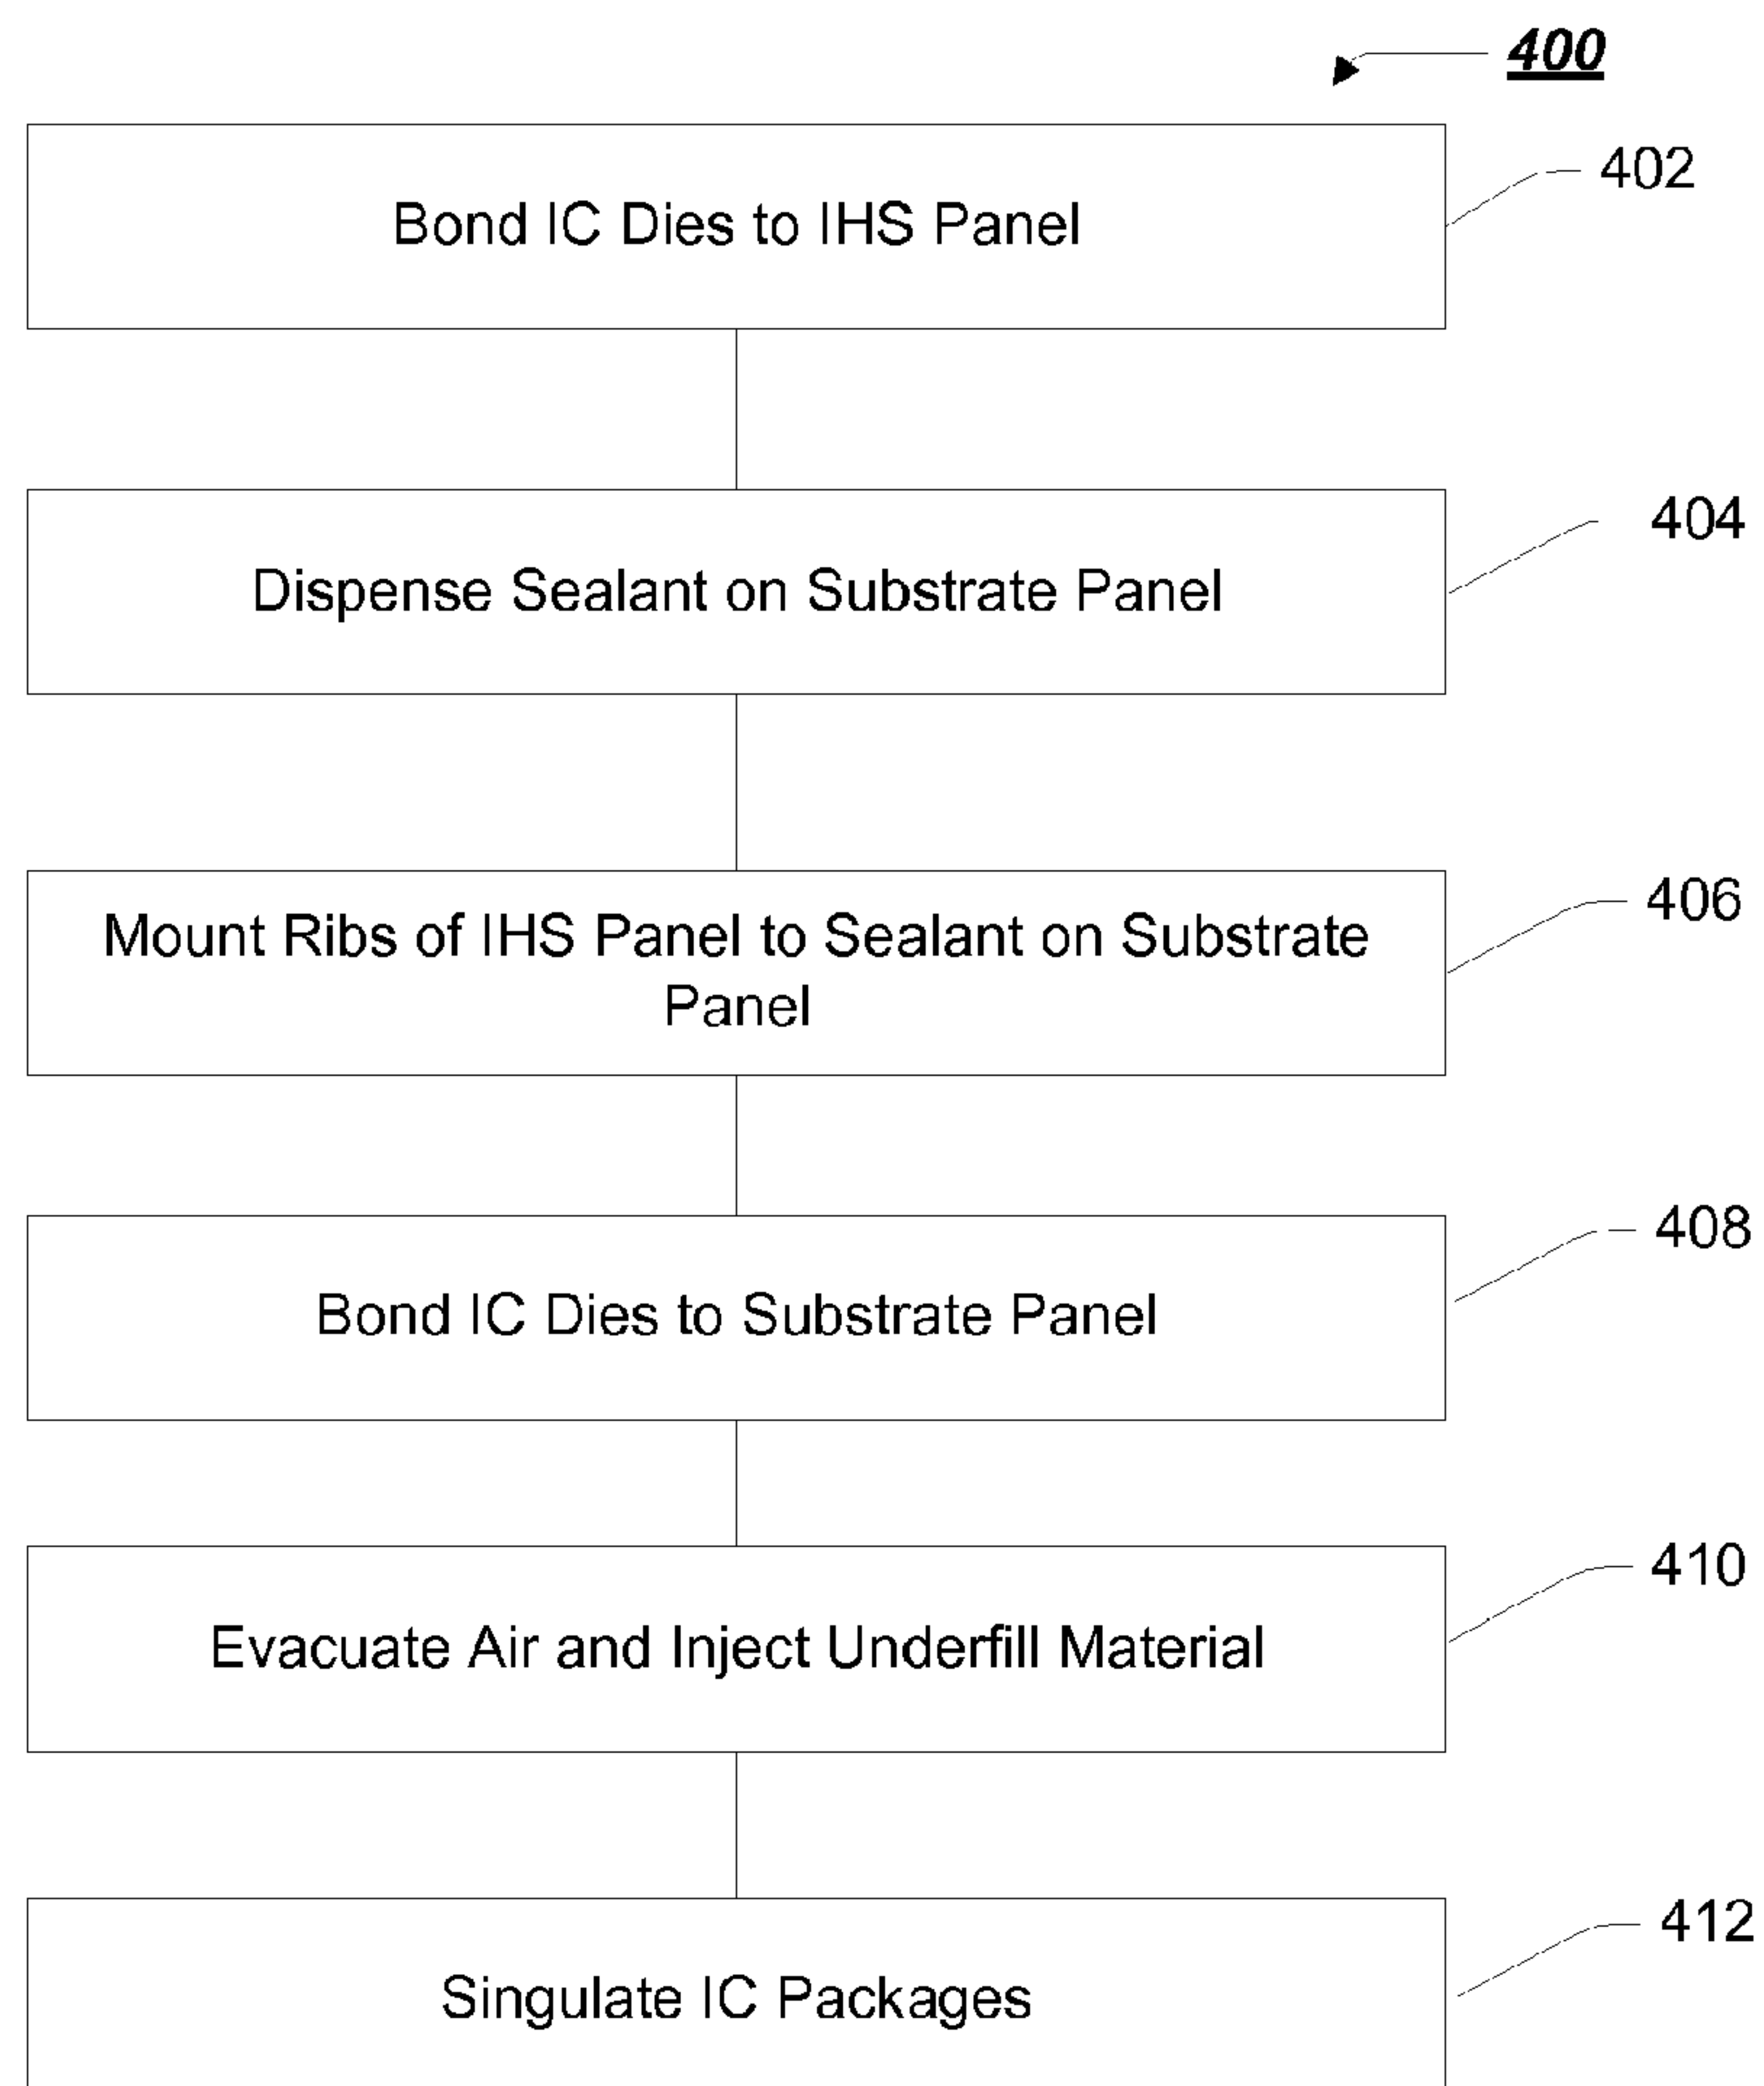 400
402
Bond IC Dies to IHS Panel
404
Dispense Sealant on Substrate Panel
406
Mount Ribs of IHS Panel to Sealant on Substrate
Panel
408
Bond IC Dies to Substrate Panel
410
Evacuate Air and Inject Underfill Material
412
Singulate IC Packages